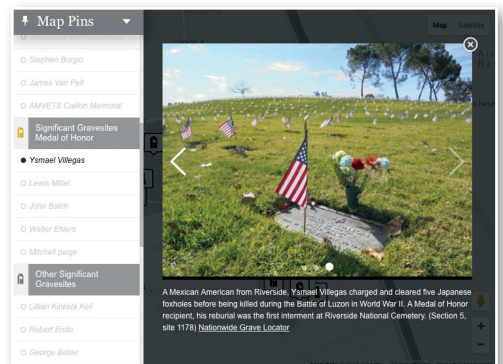 Map Pins
Stephen Burgio
James Van Pelt
AMVETS Caillon Memorial
Significant Gravesites
Medal of Honor
Ysmael Villegas
Lewis Millet
John Balch
Walter Ehlers
Mitchell paige
Other Significant
Gravesites
Lillian Kinkela Keil
Robert Endo
George Baker
Map Satellite
A Mexican American from Riverside, Ysmael Villegas charged and cleared five Japanese
foxholes before being killed during the Battle of Luzon in World War II. A Medal of Honor
recipient, his reburial was the first interment at Riverside National Cemetery. (Section 5,
site 1178) Nationwide Grave Locator